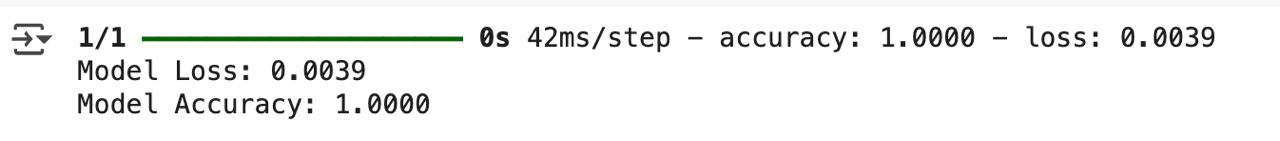 1/1 ━━━━━━━━━━━━━━━━━━━━ 0s 42ms/step - accuracy: 1.0000 - loss: 0.0039
Model Loss: 0.0039
Model Accuracy: 1.0000